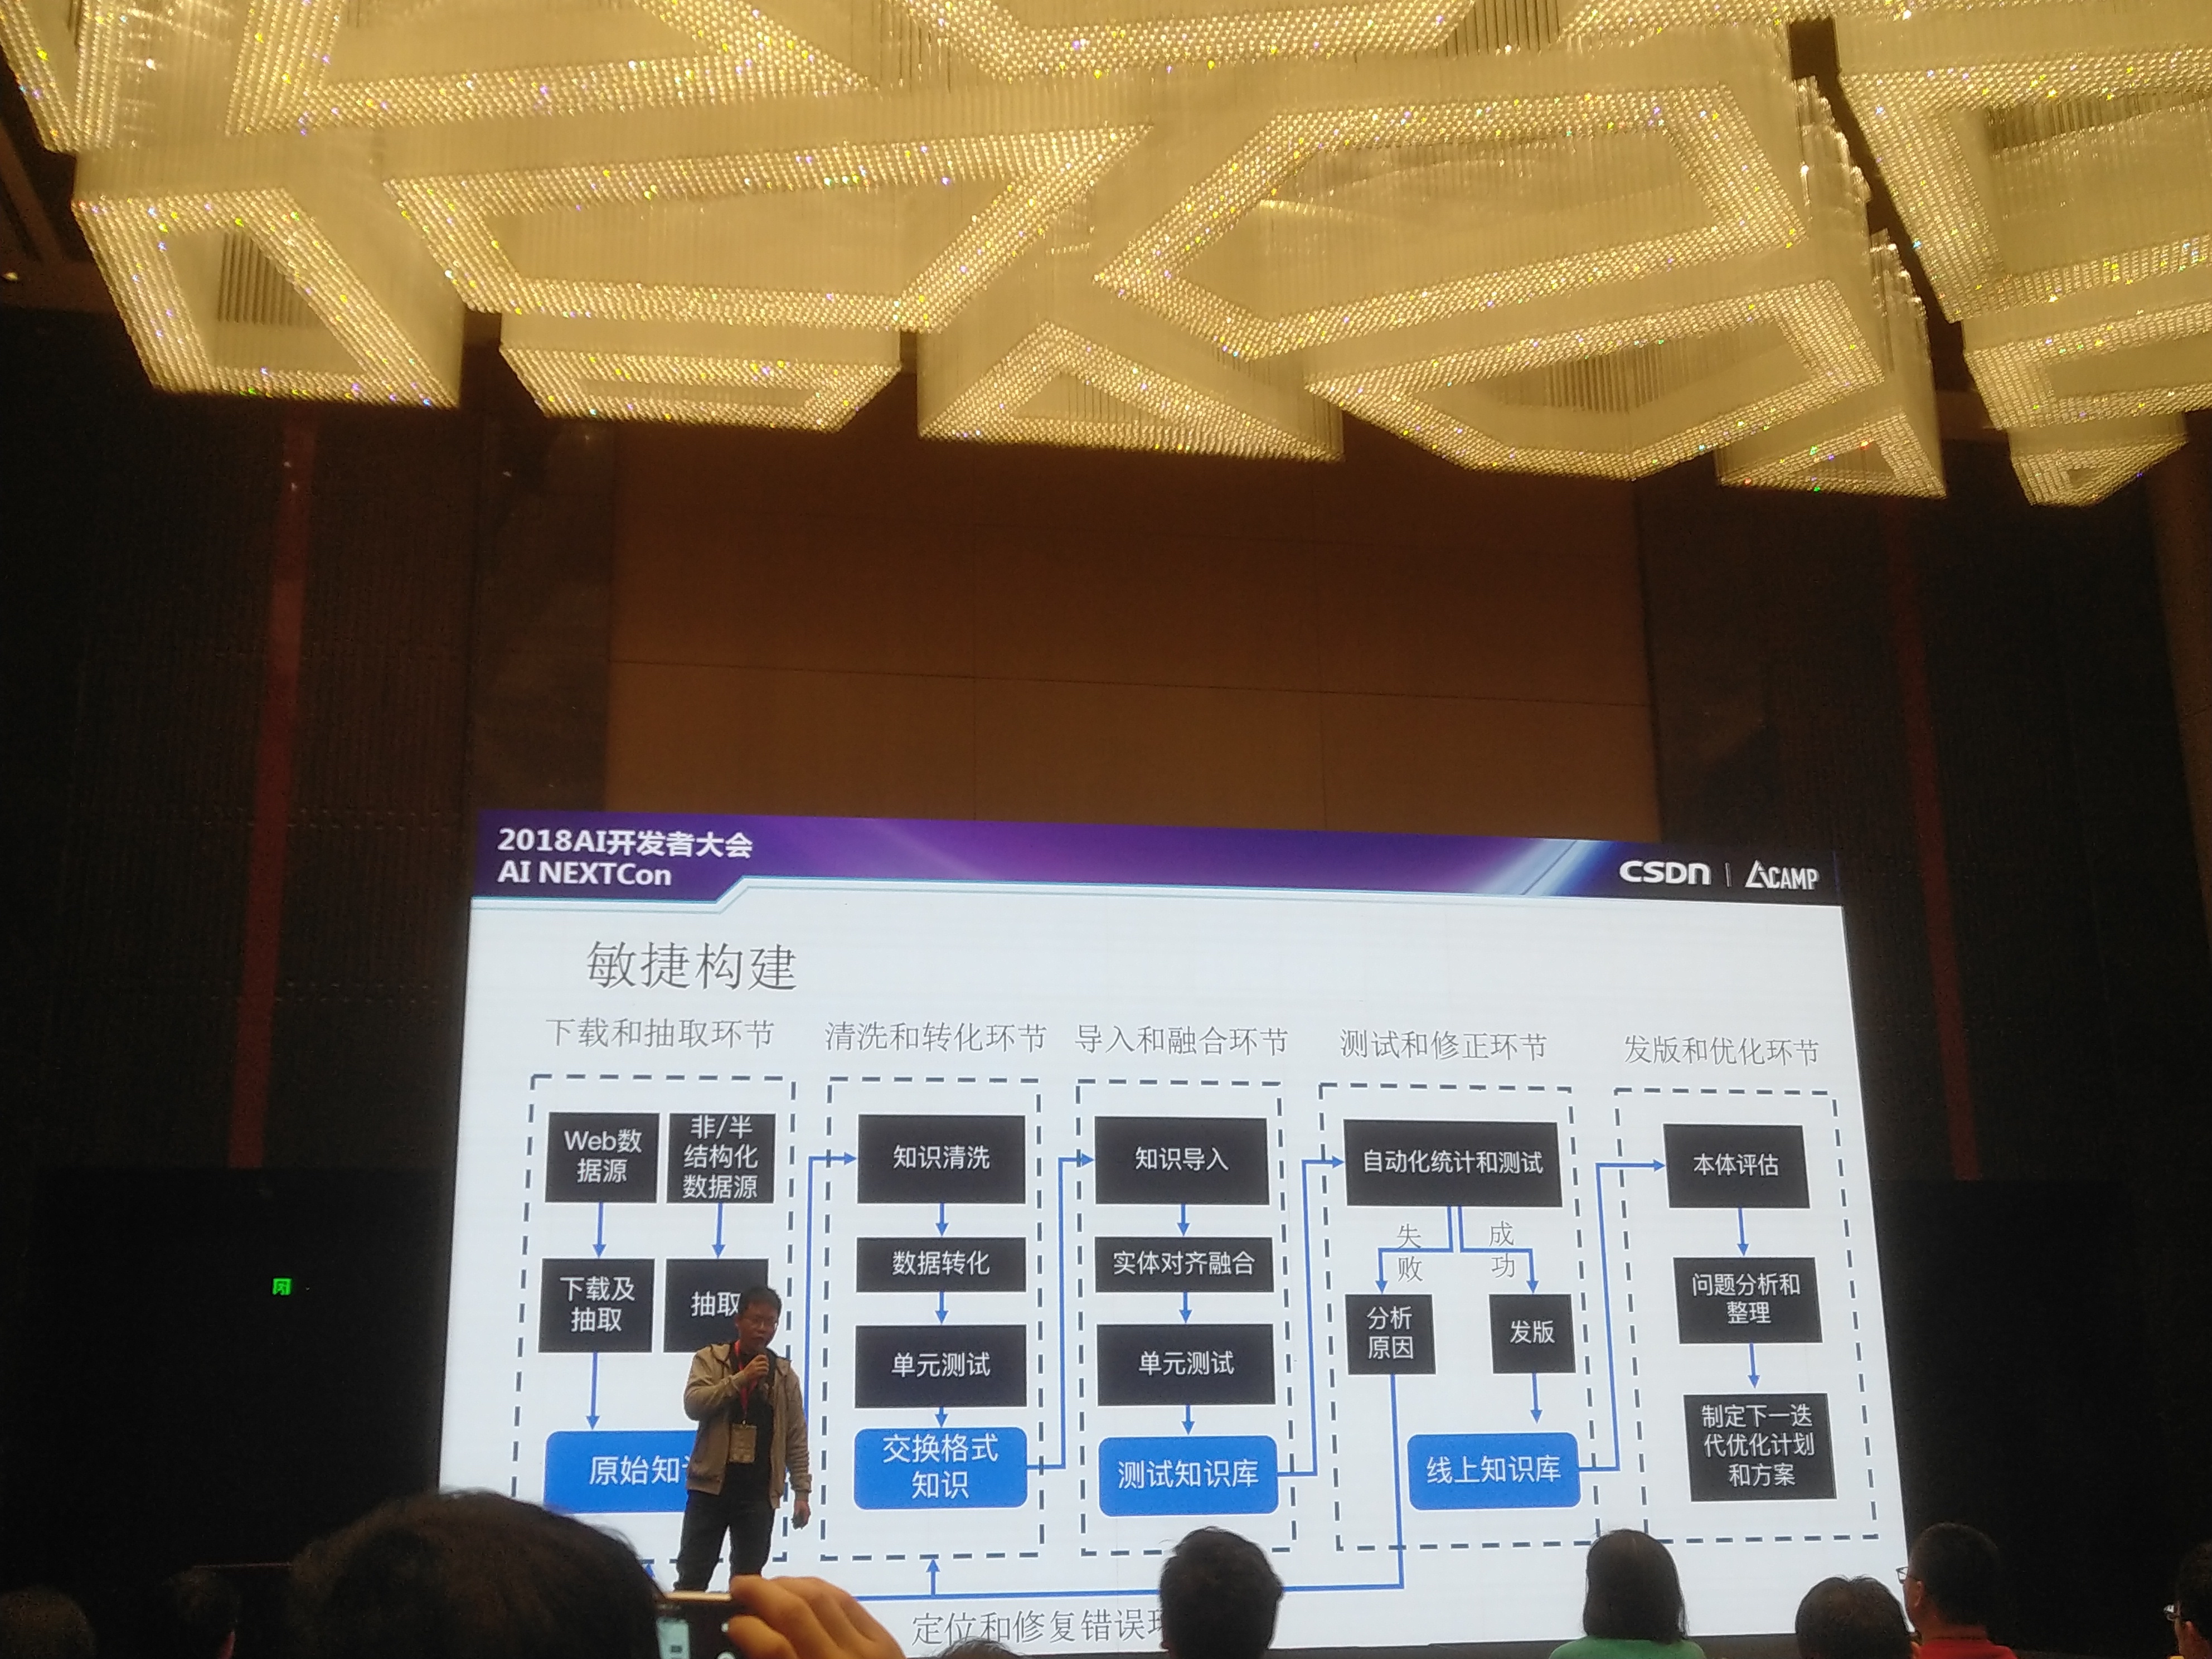 2018AI开发者大会
AI NEXTCon
CSDN | AICAMP
敏捷构建
下载和抽取环节
清洗和转化环节
导入和融合环节
测试和修正环节
发版和优化环节
Web数
据源
非/半
结构化
数据源
下载及
抽取
抽取
原始知
知识清洗
数据转化
单元测试
交换格式
知识
知识导入
实体对齐融合
单元测试
测试知识库
自动化统计和测试
失
败
成
功
分析
原因
发版
线上知识库
本体评估
问题分析和
整理
制定下一迭
代优化计划
和方案
定位和修复错误